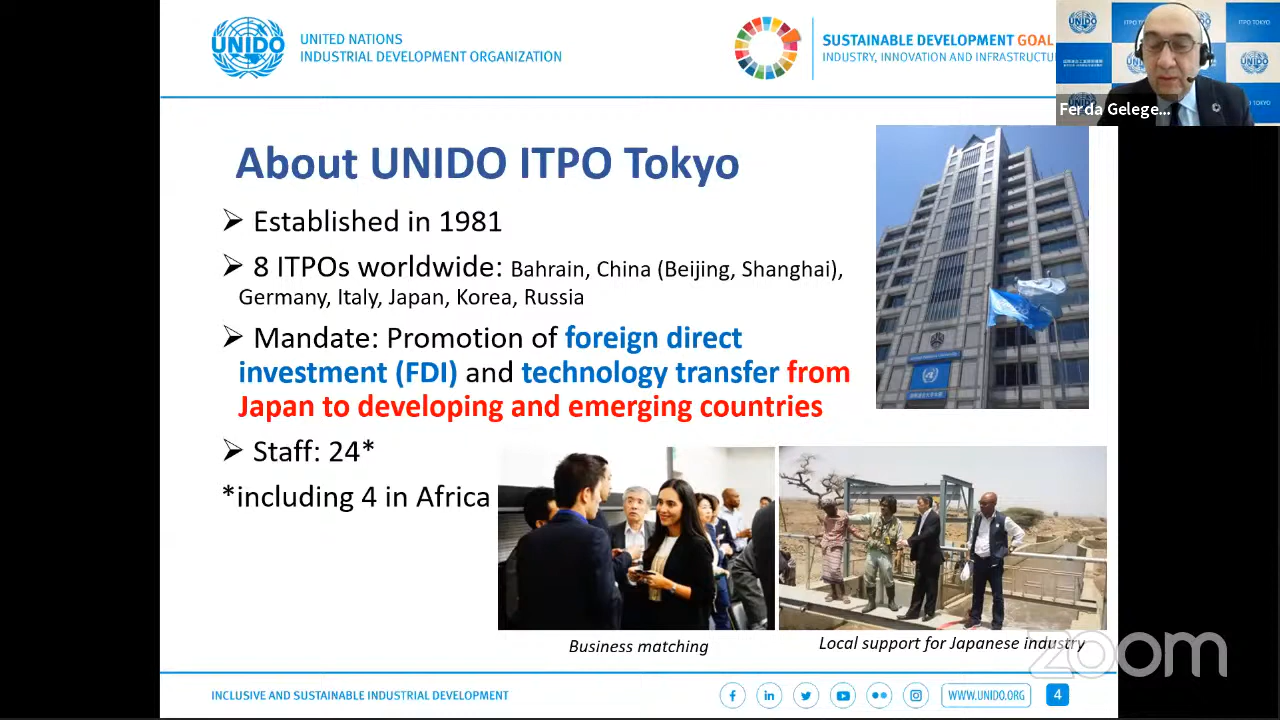 UNIDO
UNITED NATIONS
INDUSTRIAL DEVELOPMENT ORGANIZATION
SUSTAINABLE DEVELOPMENT GOAL
INDUSTRY, INNOVATION AND INFRASTRUCTU
ITPO TOKYO
Ferda Gelege...
About UNIDO ITPO Tokyo
➢ Established in 1981
➢ 8 ITPOs worldwide: Bahrain, China (Beijing, Shanghai),
Germany, Italy, Japan, Korea, Russia
➢ Mandate: Promotion of foreign direct
investment (FDI) and technology transfer from
Japan to developing and emerging countries
➢ Staff: 24*
*including 4 in Africa
Business matching
Local support for Japanese industry
zoom
INCLUSIVE AND SUSTAINABLE INDUSTRIAL DEVELOPMENT
WWW.UNIDO.ORG
4